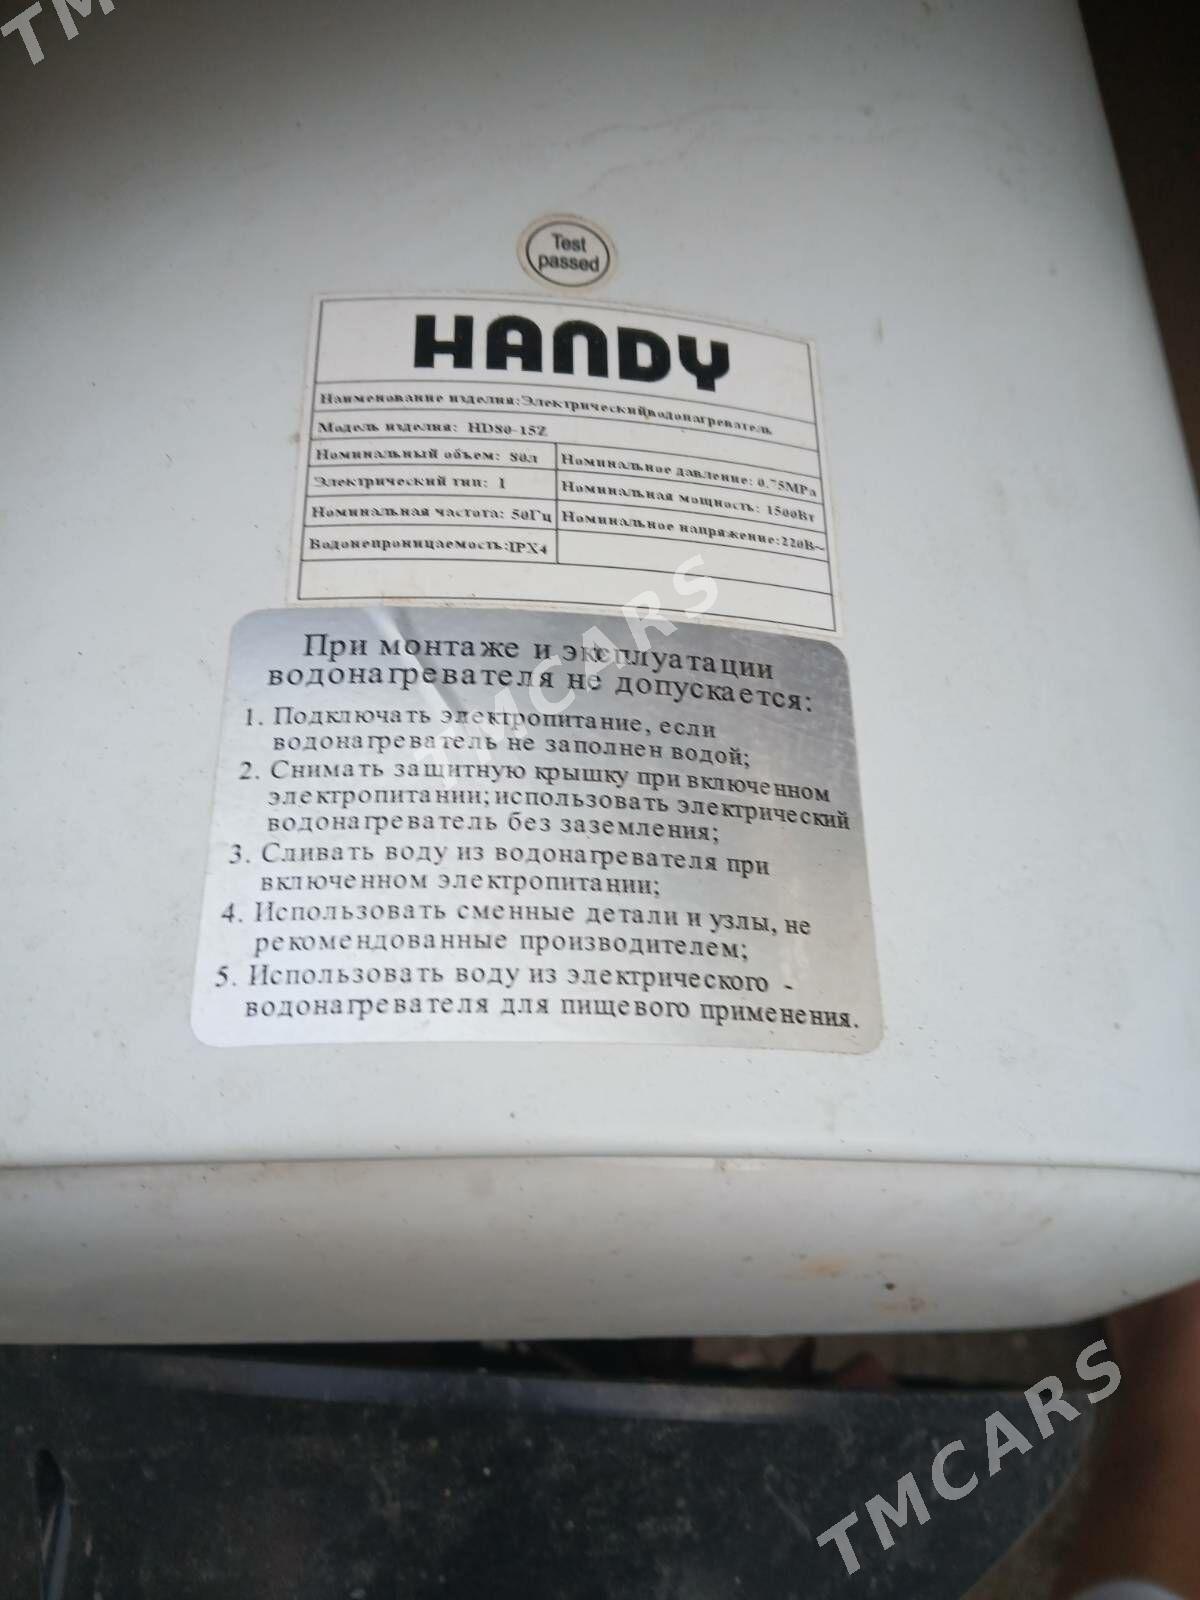 TMCARS
Test
passed
HANDY
Наименование изделия:Электрический водонагреватель
Модель изделия: HD80-15Z
Номинальный объем: 80л
Номинальное давление: 0.75MPa
Электрический тип: I
Номинальная мощность: 1500Вт
Номинальная частота: 50Гц
Номинальное напряжение:220В~
Водонепроницаемость:IPX4
При монтаже и эксплуатации
водонагревателя не допускается:
1. Подключать электропитание, если
водонагреватель не заполнен водой;
2. Снимать защитную крышку при включенном
электропитании; использовать электрический
водонагреватель без заземления;
3. Сливать воду из водонагревателя при
включенном электропитании;
4. Использовать сменные детали и узлы, не
рекомендованные производителем;
5. Использовать воду из электрического -
водонагревателя для пищевого применения.
TMCARS